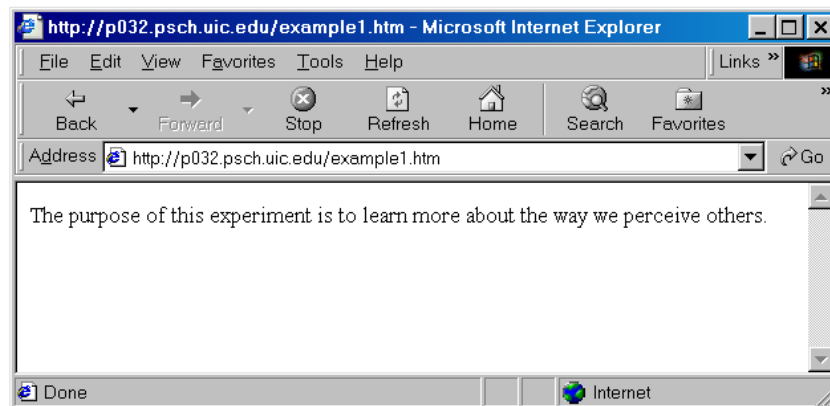 http://p032.psch.uic.edu/example1.htm - Microsoft Internet Explorer
File Edit View Favorites Tools Help Links »
Back Forward Stop Refresh Home Search Favorites »
Address http://p032.psch.uic.edu/example1.htm Go
The purpose of this experiment is to learn more about the way we perceive others.
Done Internet